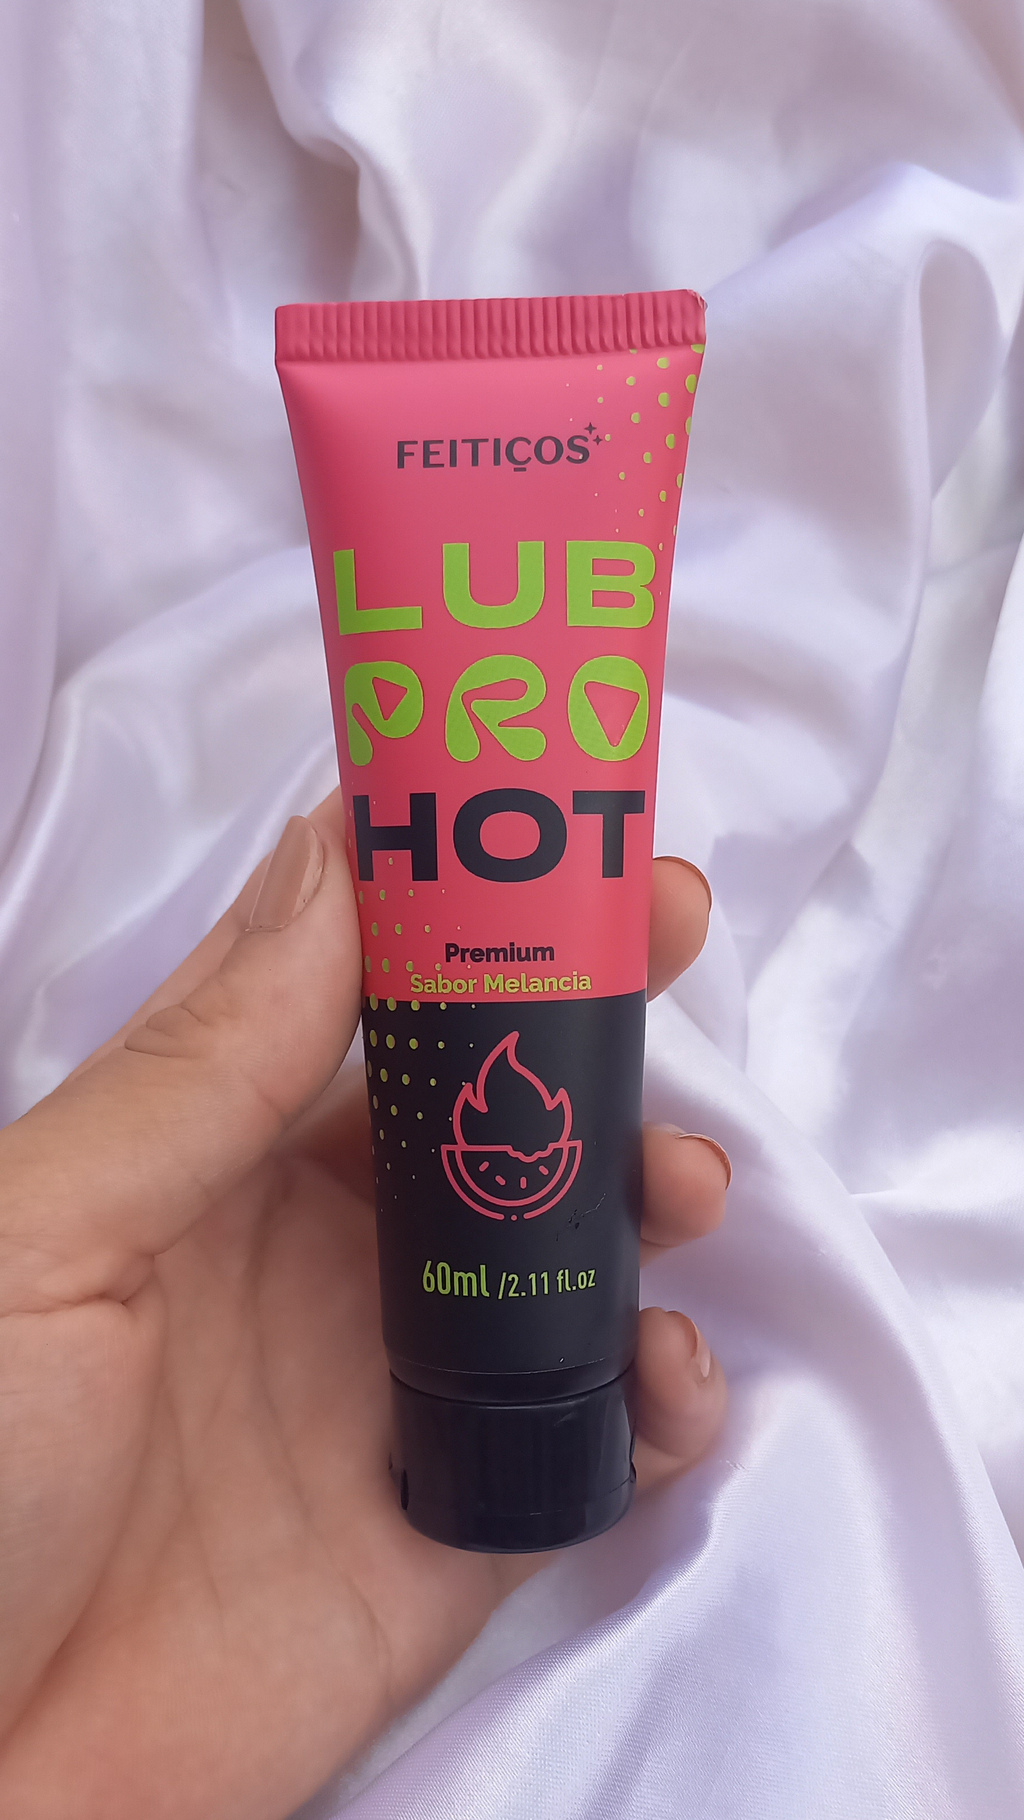 FEITIÇOS
LUB
PRO
HOT
Premium
Sabor Melancia
60ml /2.11 fl.oz